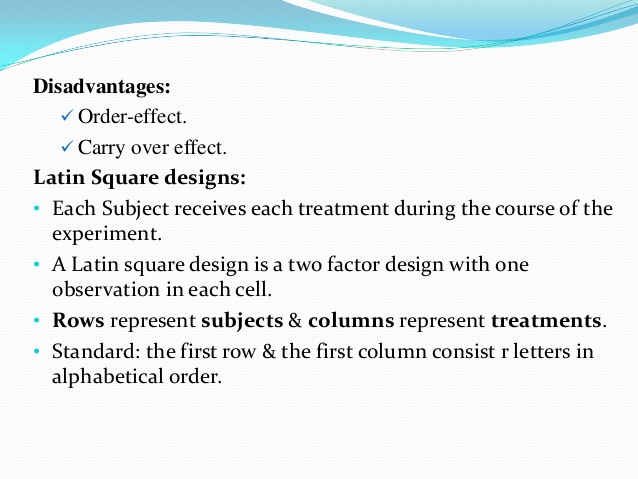 Disadvantages:
✓ Order-effect.
✓ Carry over effect.
Latin Square designs:
• Each Subject receives each treatment during the course of the
experiment.
• A Latin square design is a two factor design with one
observation in each cell.
• Rows represent subjects & columns represent treatments.
• Standard: the first row & the first column consist r letters in
alphabetical order.